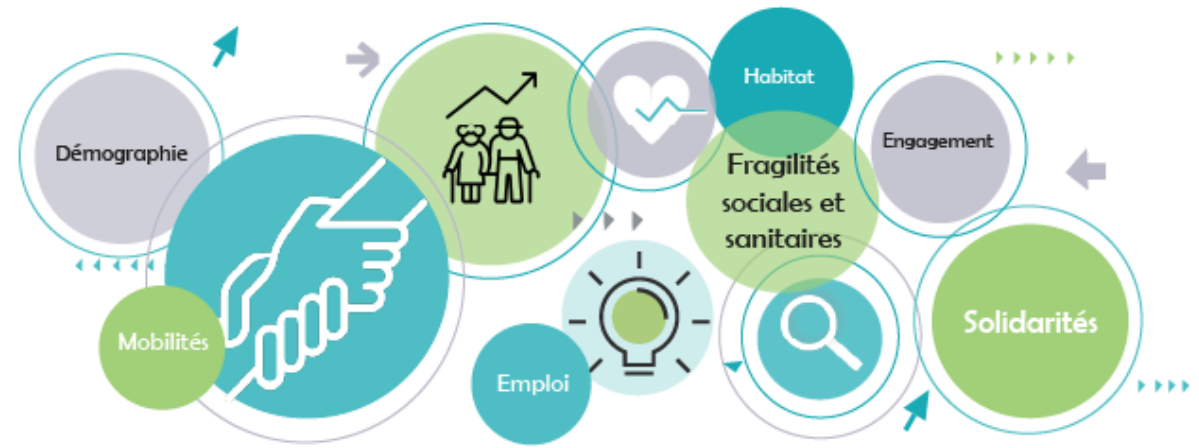 Démographie
Mobilités
Emploi
Habitat
Fragilités
sociales et
sanitaires
Engagement
Solidarités